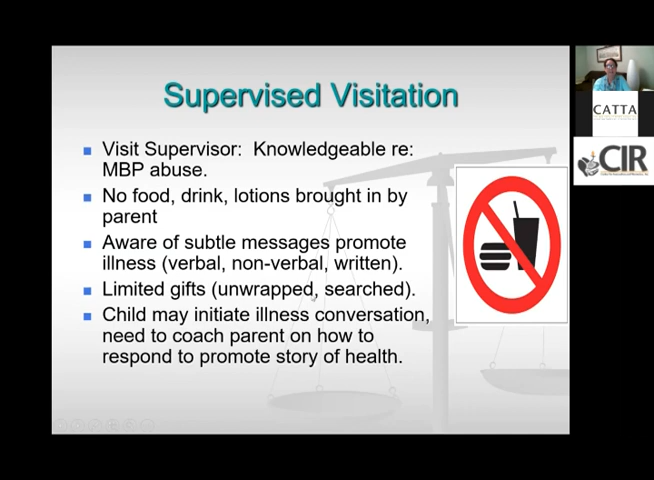 Supervised Visitation
Visit Supervisor: Knowledgeable re:
MBP abuse.
No food, drink, lotions brought in by
parent
Aware of subtle messages promote
illness (verbal, non-verbal, written).
Limited gifts (unwrapped, searched).
Child may initiate illness conversation,
need to coach parent on how to
respond to promote story of health.
CATTA
CIR